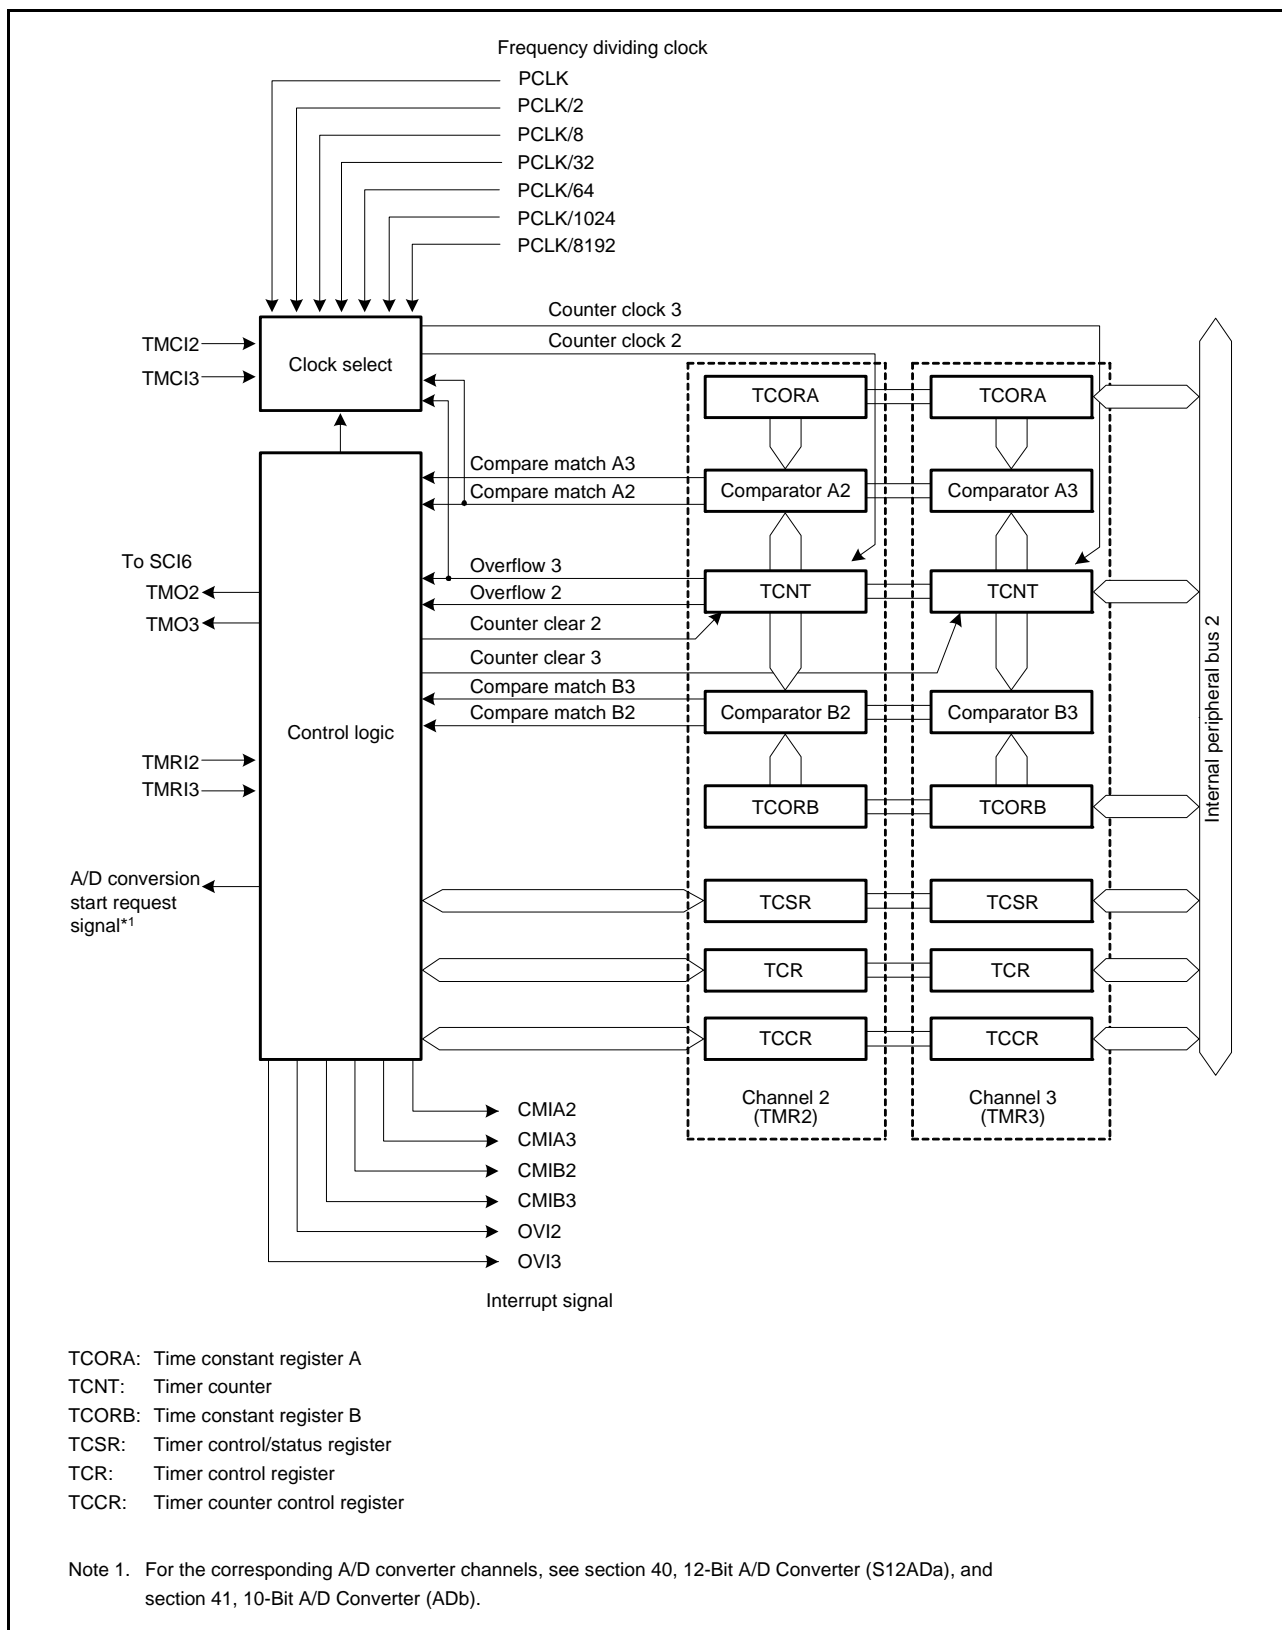 Frequency dividing clock
PCLK
PCLK/2
PCLK/8
PCLK/32
PCLK/64
PCLK/1024
PCLK/8192
Counter clock 3
Counter clock 2
TMCI2
TMCI3
Clock select
TCORA
TCORA
Compare match A3
Compare match A2
Comparator A2
Comparator A3
To SCI6
TMO2
TMO3
Overflow 3
Overflow 2
TCNT
TCNT
Counter clear 2
Counter clear 3
Compare match B3
Compare match B2
Comparator B2
Comparator B3
Control logic
Internal peripheral bus 2
TMRI2
TMRI3
TCORB
TCORB
A/D conversion
start request
signal*1
TCSR
TCSR
TCR
TCR
TCCR
TCCR
Channel 2
(TMR2)
Channel 3
(TMR3)
CMIA2
CMIA3
CMIB2
CMIB3
OVI2
OVI3
Interrupt signal
TCORA: Time constant register A
TCNT: Timer counter
TCORB: Time constant register B
TCSR: Timer control/status register
TCR: Timer control register
TCCR: Timer counter control register
Note 1. For the corresponding A/D converter channels, see section 40, 12-Bit A/D Converter (S12ADa), and
section 41, 10-Bit A/D Converter (ADb).